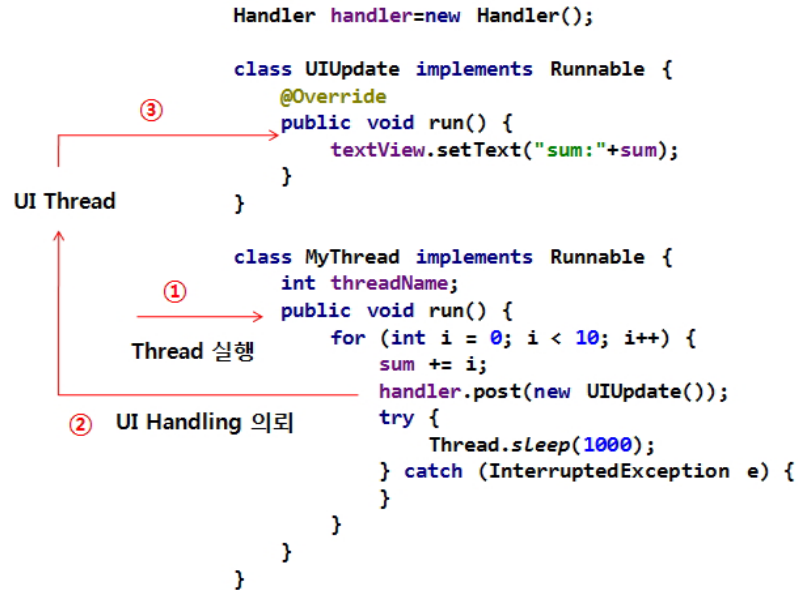 Handler handler=new Handler();
class UIUpdate implements Runnable {
@Override
③
public void run() {
textView.setText("sum:"+sum);
}
UI Thread
}
class MyThread implements Runnable {
int threadName;
①
public void run() {
for (int i = 0; i < 10; i++) {
Thread 실행
sum += i;
handler.post(new UIUpdate());
② UI Handling 의뢰
try {
Thread.sleep(1000);
} catch (InterruptedException e) {
}
}
}
}